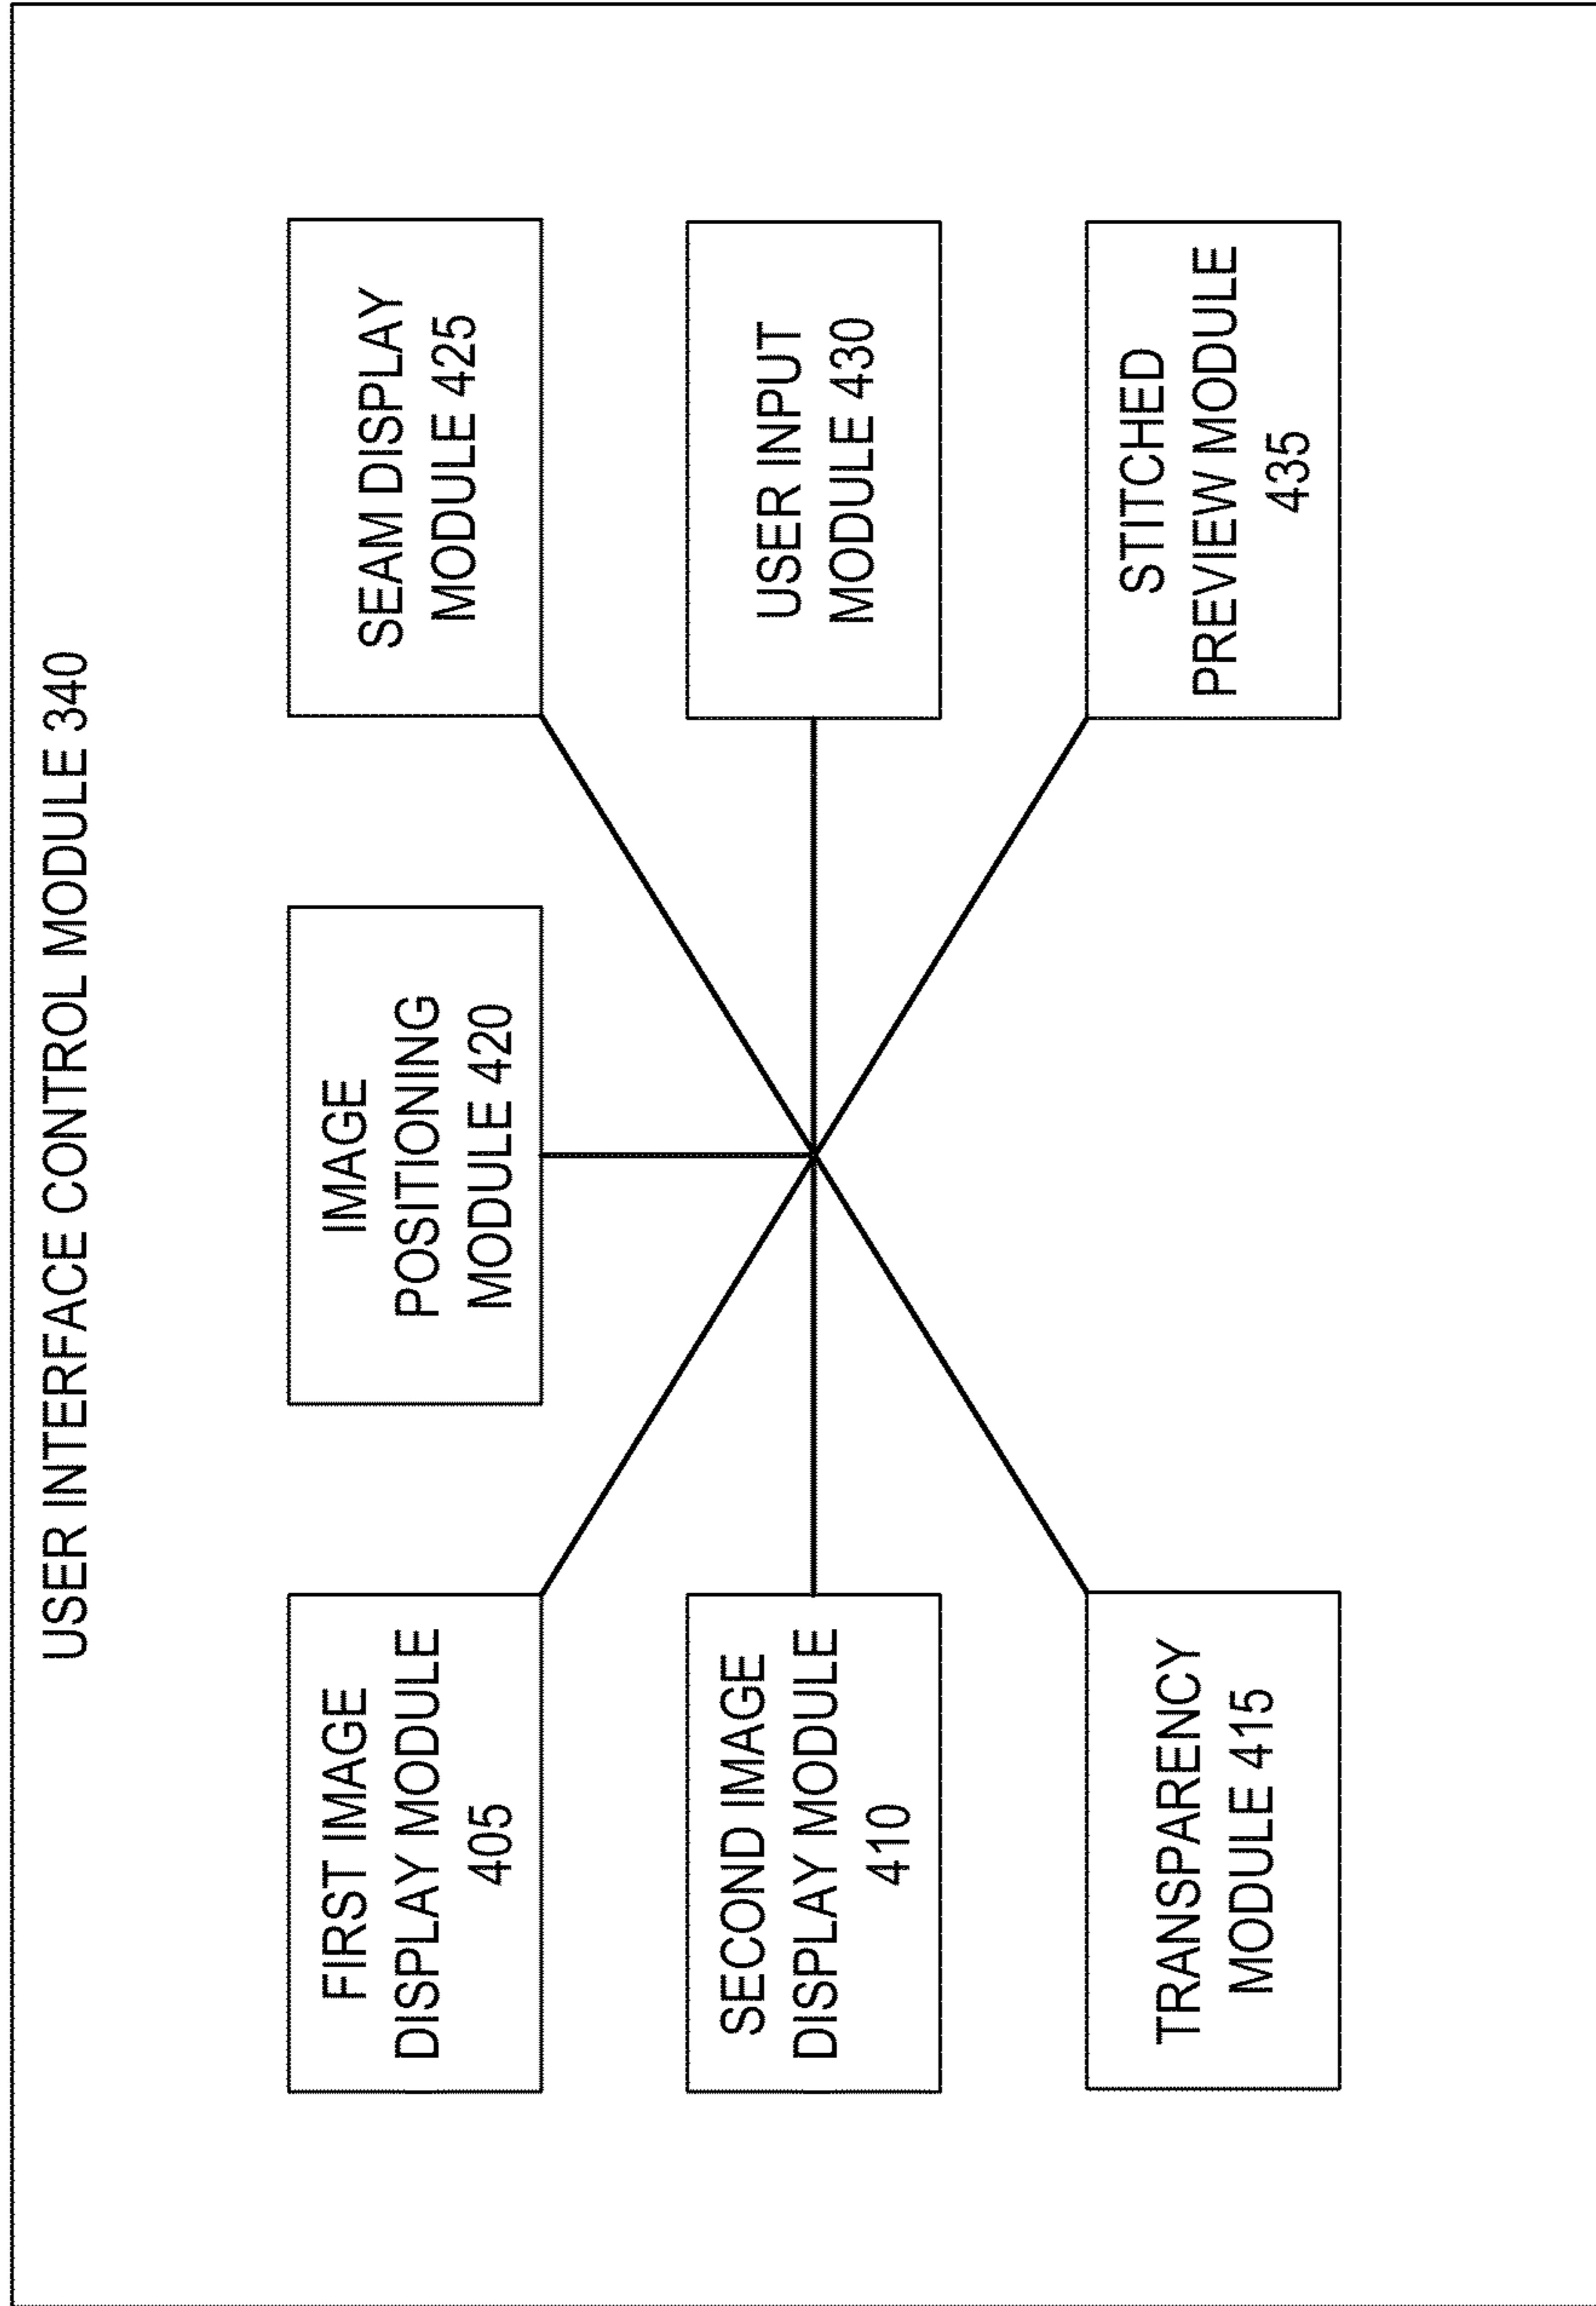 USER INTERFACE CONTROL MODULE 340
FIRST IMAGE
DISPLAY MODULE
405
IMAGE
POSITIONING
MODULE 420
SEAM DISPLAY
MODULE 425
SECOND IMAGE
DISPLAY MODULE
410
USER INPUT
MODULE 430
TRANSPARENCY
MODULE 415
STITCHED
PREVIEW MODULE
435